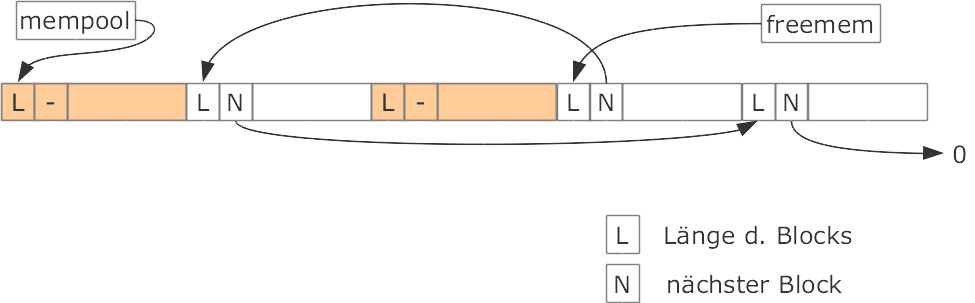 mempool
freemem
L - L N L - L N L N
0
L Länge d. Blocks
N nächster Block